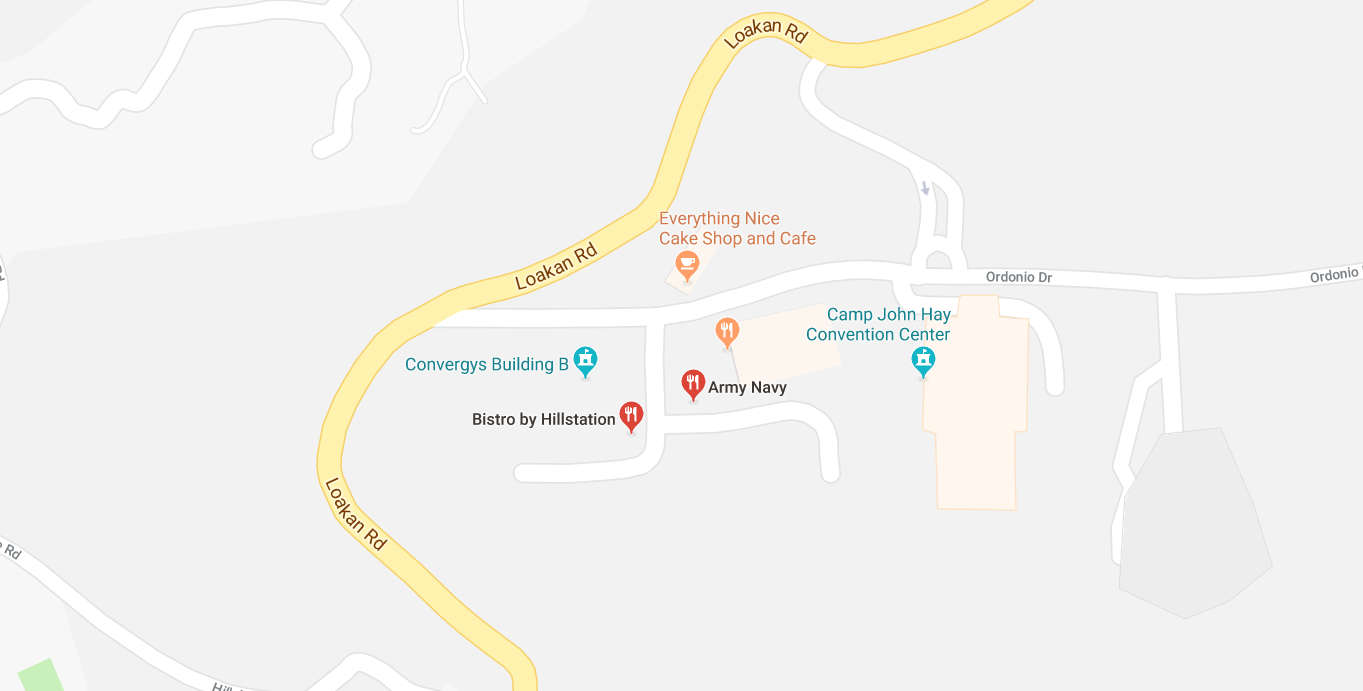 Loakan Rd
Everything Nice
Cake Shop and Cafe
Loakan Rd
Ordonio Dr
Ordonio
Camp John Hay
Convention Center
Convergys Building B
Army Navy
Bistro by Hillstation
Loakan Rd
Rd